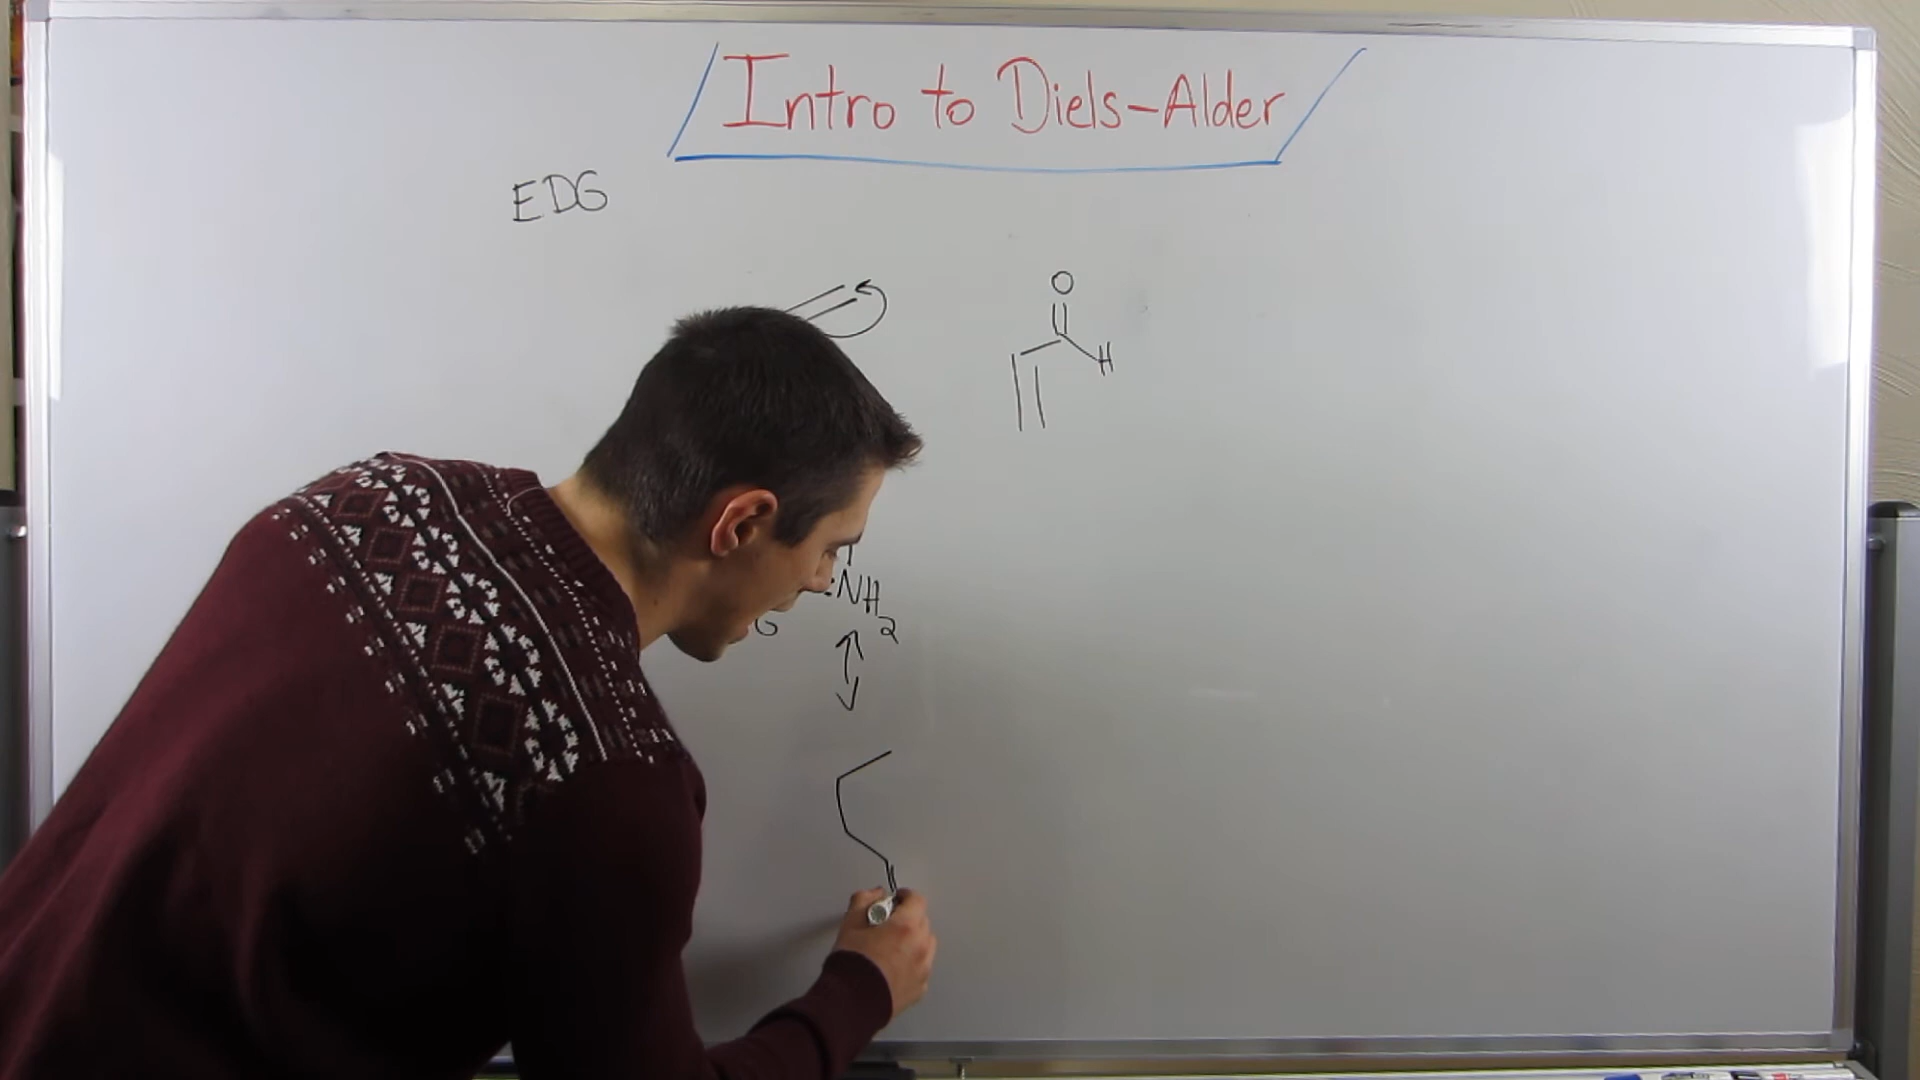 Intro to Diels-Alder
EDG
O
H
:NH2
G